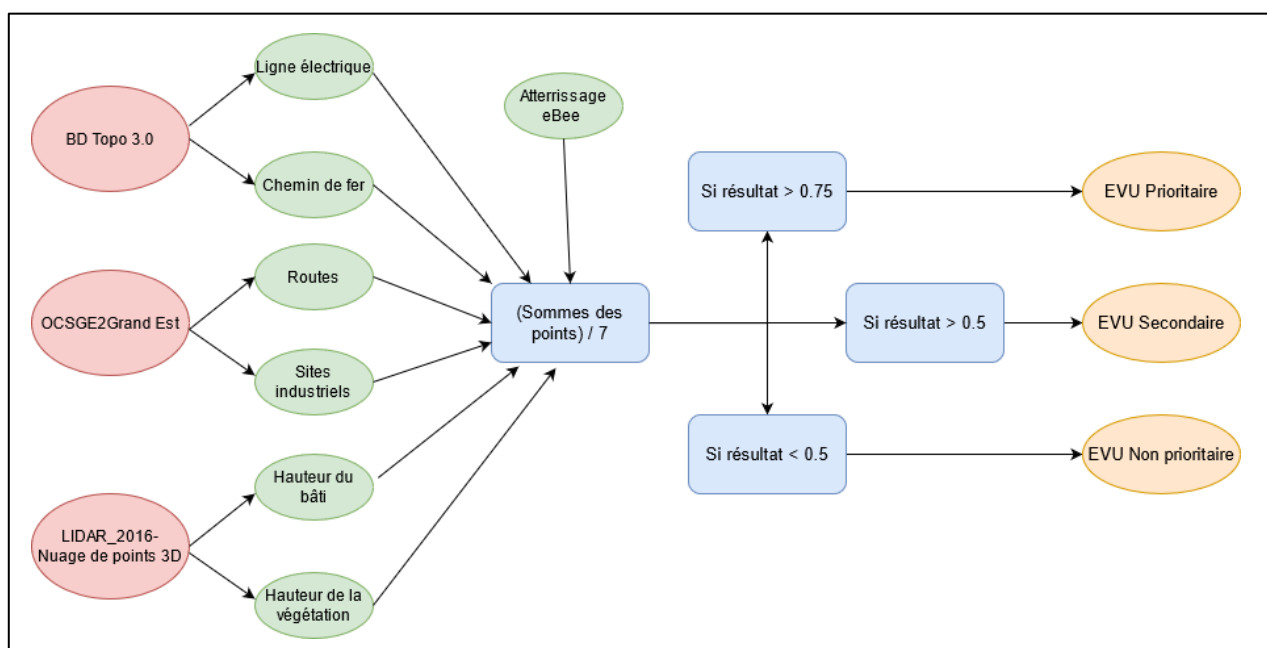 Ligne électrique
Atterrissage
eBee
BD Topo 3.0
Chemin de fer
Si résultat > 0.75
EVU Prioritaire
Routes
OCSGE2Grand Est
(Sommes des
points) / 7
Si résultat > 0.5
EVU Secondaire
Sites
industriels
Si résultat < 0.5
EVU Non prioritaire
Hauteur du
bâti
LIDAR_2016-
Nuage de points 3D
Hauteur de la
végétation